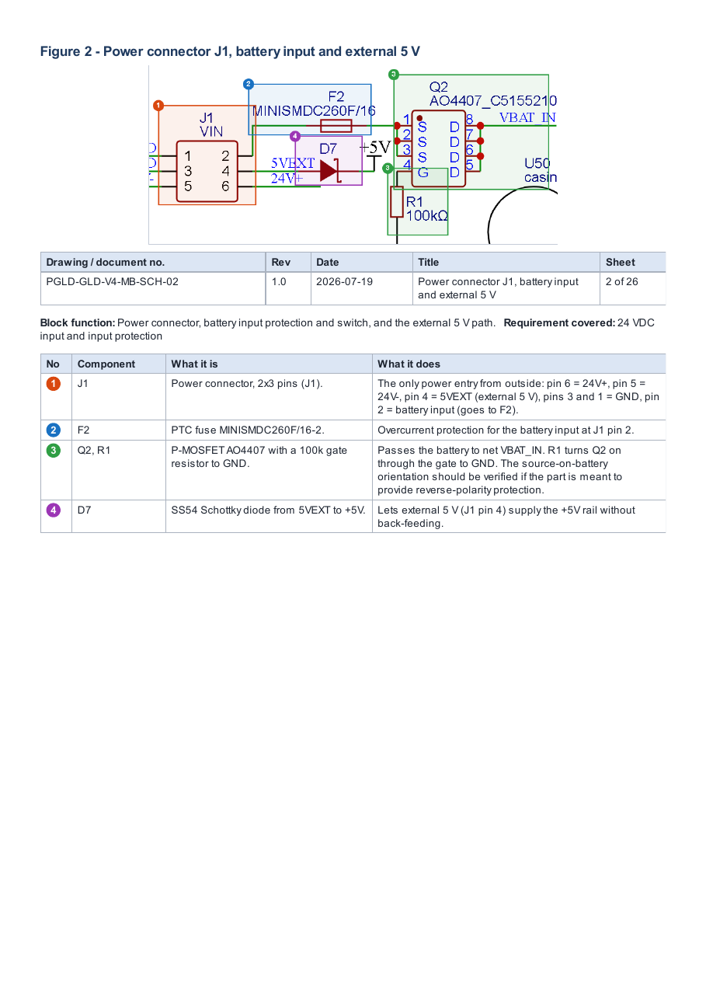 Figure 2 - Power connector J1, battery input and external 5 V
3
2
Q2
F2
AO4407_C5155210
MINISMDC260F/16
1
J1
VIN
1 8
VBAT_IN
S D
2 7
4
S D
3 6
D7
+5V
S D
4 5
G D
1 2
5VEXT
3
U50
3 4
24V+
casin
5 6
R1
100kΩ
Drawing / document no. Rev Date Title Sheet
PGLD-GLD-V4-MB-SCH-02 1.0 2026-07-19 Power connector J1, battery input 2 of 26
and external 5 V
Block function: Power connector, battery input protection and switch, and the external 5 V path. Requirement covered: 24 VDC
input and input protection
No Component What it is What it does
1 J1 Power connector, 2x3 pins (J1). The only power entry from outside: pin 6 = 24V+, pin 5 =
24V-, pin 4 = 5VEXT (external 5 V), pins 3 and 1 = GND, pin
2 = battery input (goes to F2).
2 F2 PTC fuse MINISMDC260F/16-2. Overcurrent protection for the battery input at J1 pin 2.
3 Q2, R1 P-MOSFET AO4407 with a 100k gate Passes the battery to net VBAT_IN. R1 turns Q2 on
resistor to GND. through the gate to GND. The source-on-battery
orientation should be verified if the part is meant to
provide reverse-polarity protection.
4 D7 SS54 Schottky diode from 5VEXT to +5V. Lets external 5 V (J1 pin 4) supply the +5V rail without
back-feeding.